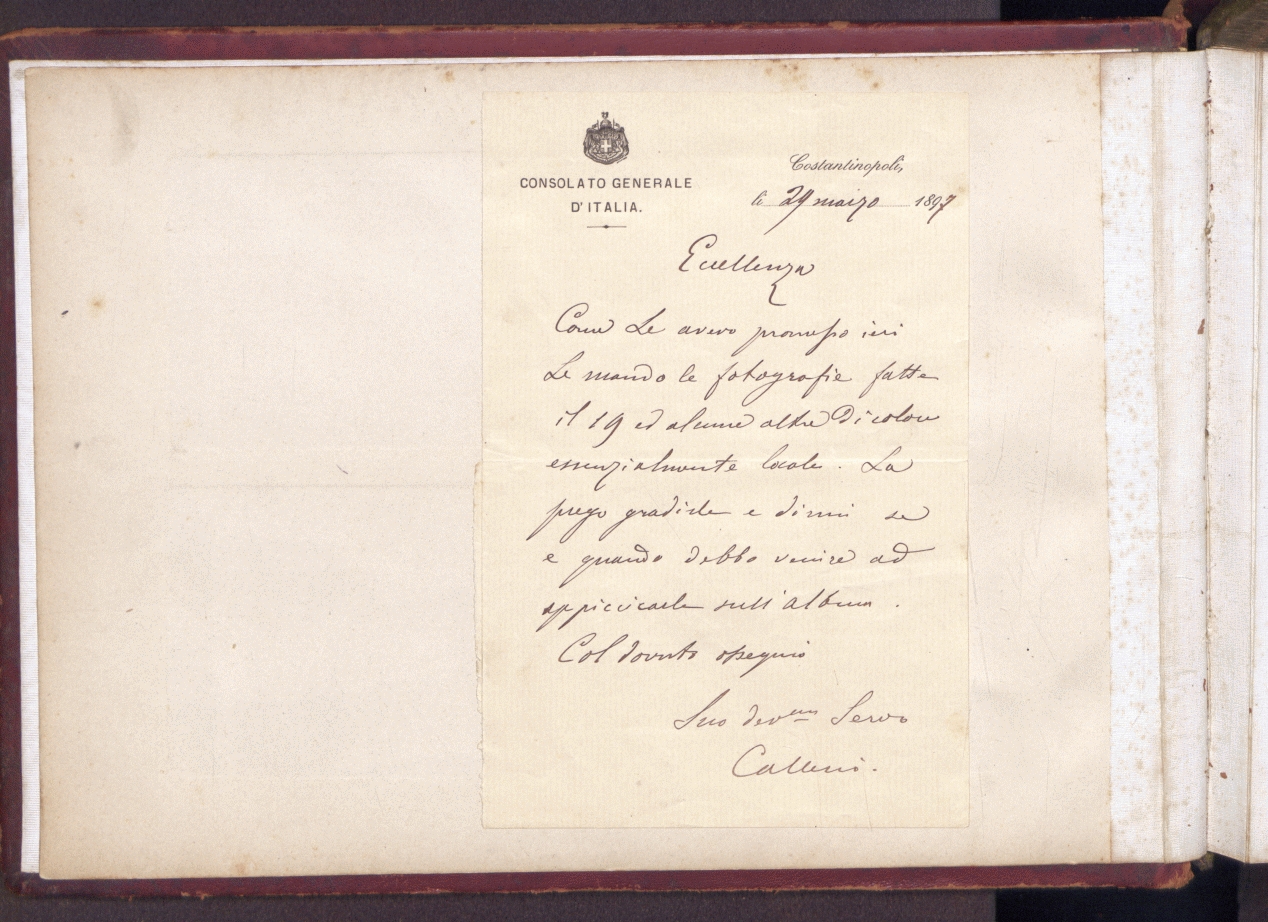 CONSOLATO GENERALE
D'ITALIA.
Costantinopoli,
li 29 marzo 1897
Eccellenza
Come Le avevo promesso ieri
Le mando le fotografie fatte
il 19 ed alcune altre di colore
essenzialmente locale. La
prego gradirle e dirmi se
e quando debbo venire ad
appiccicarle sull'album.
Col dovuto ossequio
Suo dev.mo Servo